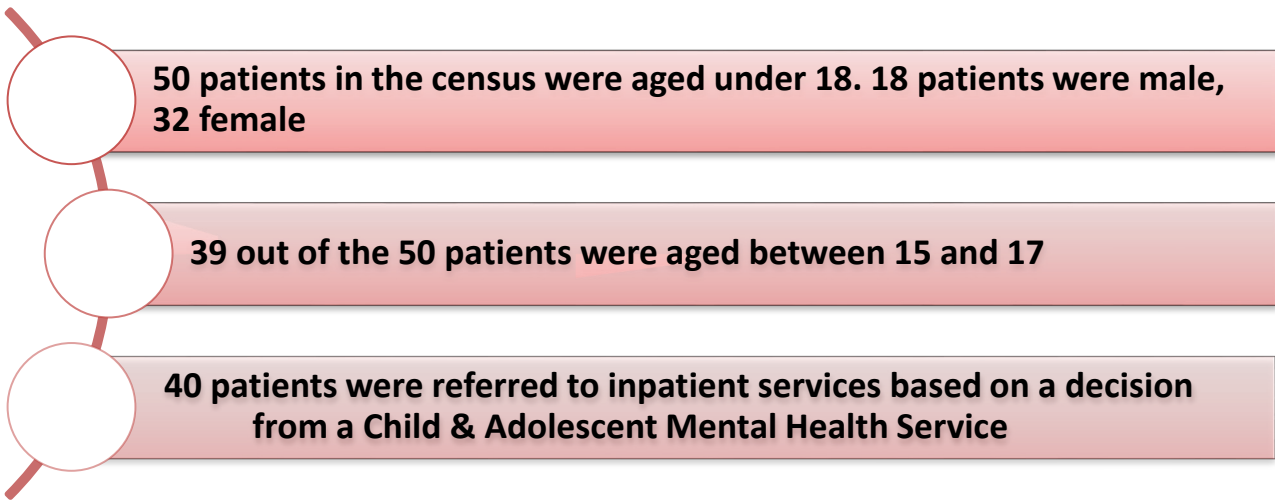 50 patients in the census were aged under 18. 18 patients were male,
32 female
39 out of the 50 patients were aged between 15 and 17
40 patients were referred to inpatient services based on a decision
from a Child & Adolescent Mental Health Service